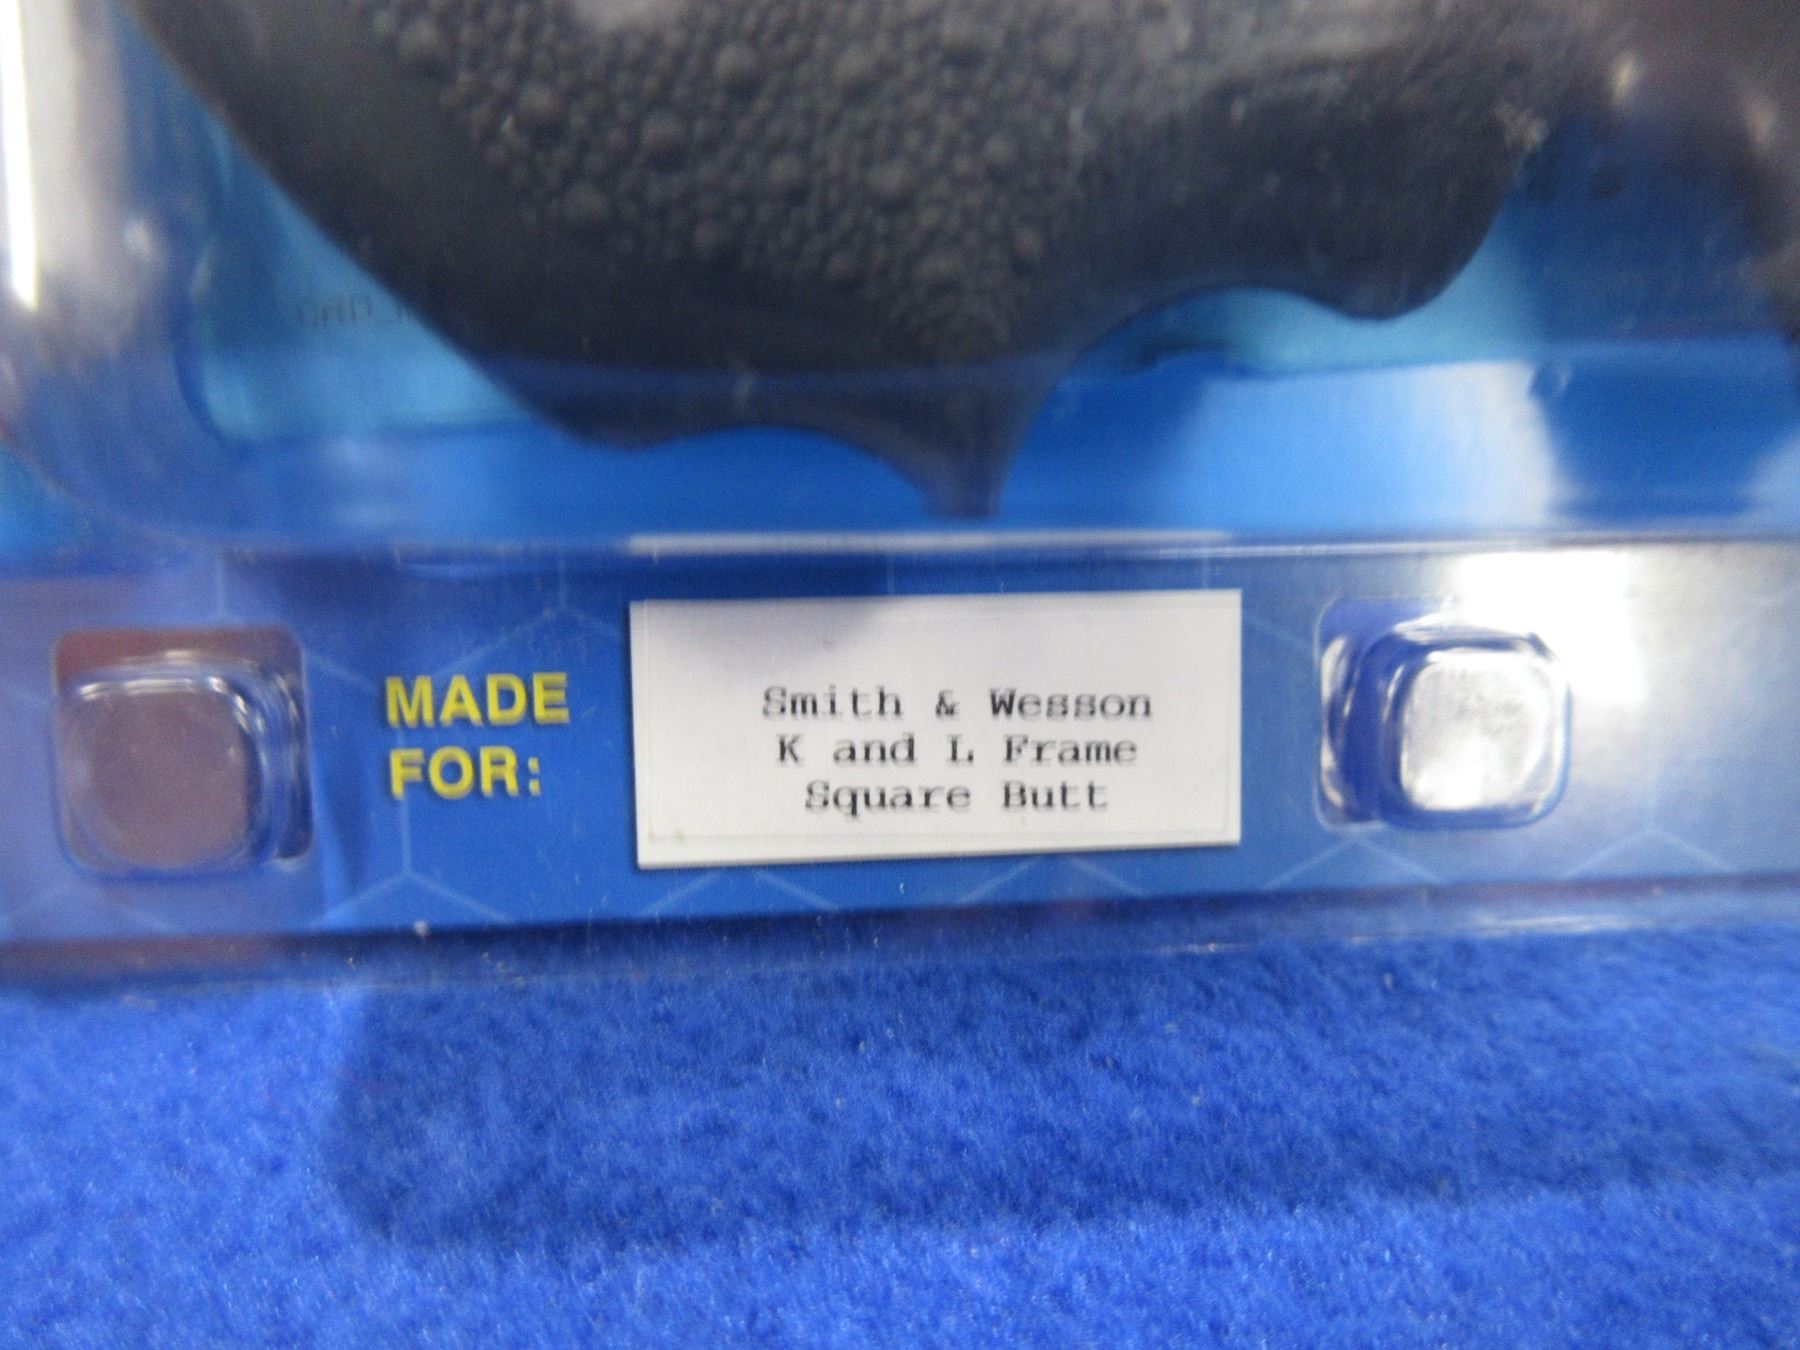 MADE
FOR:
Smith & Wesson
K and L Frame
Square Butt